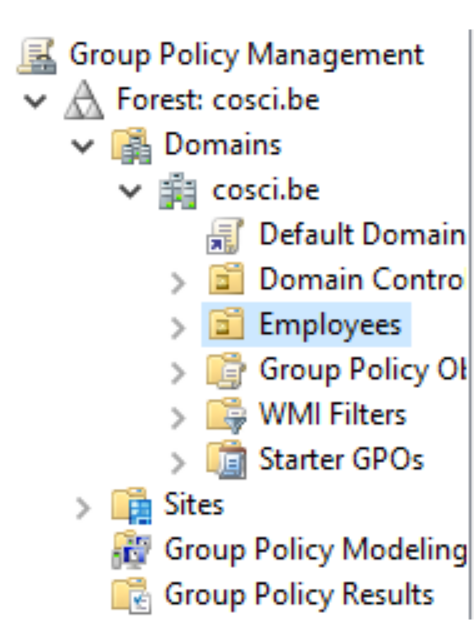 Group Policy Management
Forest: cosci.be
Domains
cosci.be
Default Domain
Domain Contro
Employees
Group Policy Ob
WMI Filters
Starter GPOs
Sites
Group Policy Modeling
Group Policy Results